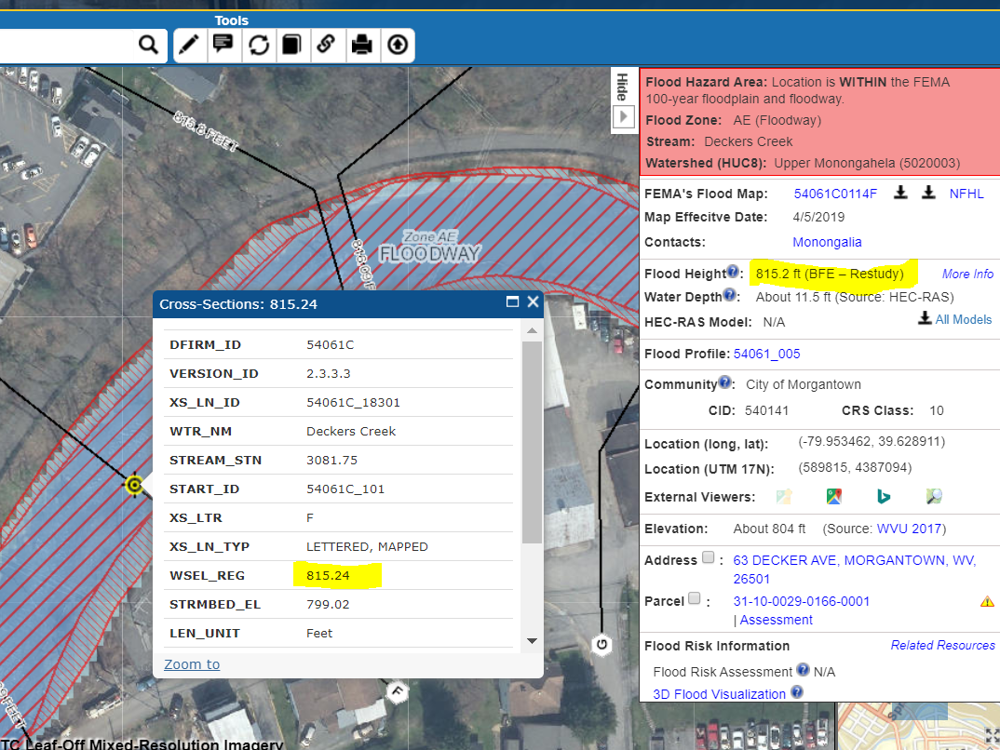 Tools
Hide
813.8 FEET
Zone AE
FLOODWAY
Cross-Sections: 815.24
DFIRM_ID 54061C
VERSION_ID 2.3.3.3
XS_LN_ID 54061C_18301
WTR_NM Deckers Creek
STREAM_STN 3081.75
START_ID 54061C_101
XS_LTR F
XS_LN_TYP LETTERED, MAPPED
WSEL_REG 815.24
STRMBED_EL 799.02
LEN_UNIT Feet
Zoom to
FEET
F
G
TC Leaf-Off Mixed-Resolution Imagery
Flood Hazard Area: Location is WITHIN the FEMA
100-year floodplain and floodway.
Flood Zone: AE (Floodway)
Stream: Deckers Creek
Watershed (HUC8): Upper Monongahela (5020003)
FEMA's Flood Map: 54061C0114F NFHL
Map Effecitve Date: 4/5/2019
Contacts: Monongalia
Flood Height?: 815.2 ft (BFE – Restudy) More Info
Water Depth?: About 11.5 ft (Source: HEC-RAS)
HEC-RAS Model: N/A All Models
Flood Profile: 54061_005
Community?: City of Morgantown
CID: 540141 CRS Class: 10
Location (long, lat): (-79.953462, 39.628911)
Location (UTM 17N): (589815, 4387094)
External Viewers:
Elevation: About 804 ft (Source: WVU 2017)
Address : 63 DECKER AVE, MORGANTOWN, WV,
26501
Parcel : 31-10-0029-0166-0001
| Assessment
Flood Risk Information Related Resources
Flood Risk Assessment ? N/A
3D Flood Visualization ?